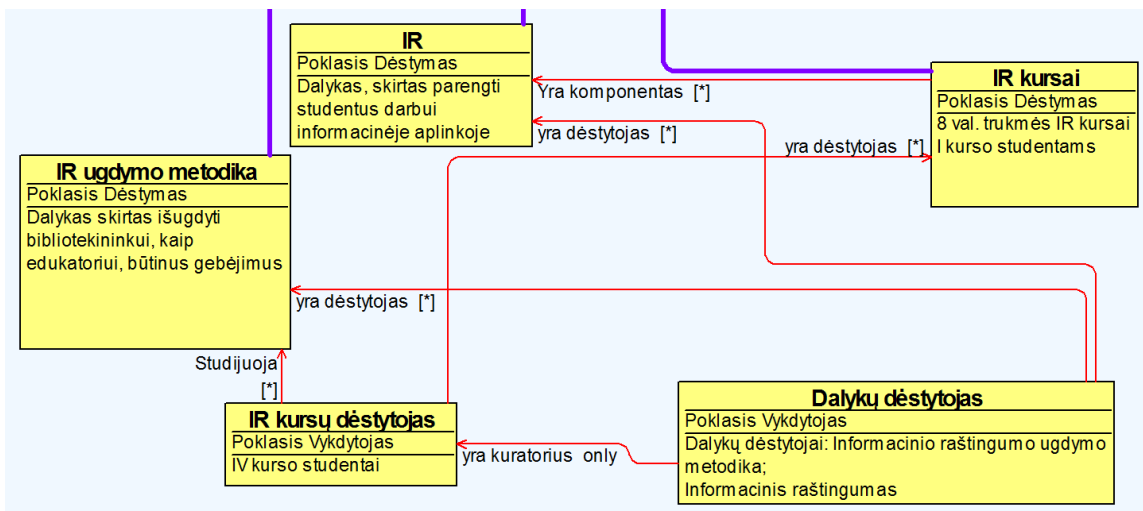 IR
Poklasis Dėstymas
Dalykas, skirtas parengti
studentus darbui
informacinėje aplinkoje
IR kursai
Poklasis Dėstymas
8 val. trukmės IR kursai
I kurso studentams
Yra komponentas [*]
yra dėstytojas [*]
yra dėstytojas [*]
IR ugdymo metodika
Poklasis Dėstymas
Dalykas skirtas išugdyti
bibliotekininkui, kaip
edukatoriui, būtinus gebėjimus
yra dėstytojas [*]
Studijuoja
[*]
IR kursų dėstytojas
Poklasis Vykdytojas
IV kurso studentai
yra kuratorius only
Dalykų dėstytojas
Poklasis Vykdytojas
Dalykų dėstytojai: Informacinio raštingumo ugdymo
metodika;
Informacinis raštingumas